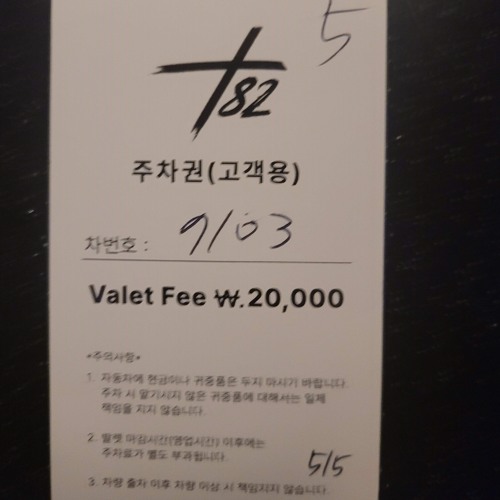 5
+82
주차권(고객용)
차번호 : 9103
Valet Fee ₩.20,000
*주의사항*
1. 자동차에 현금이나 귀중품은 두지 마시기 바랍니다.
주차 시 맡기시지 않은 귀중품에 대해서는 일체
책임을 지지 않습니다.
2. 발렛 마감시간(영업시간) 이후에는
주차료가 별도 부과됩니다.
5/5
3. 차량 출차 이후 차량 이상 시 책임지지 않습니다.